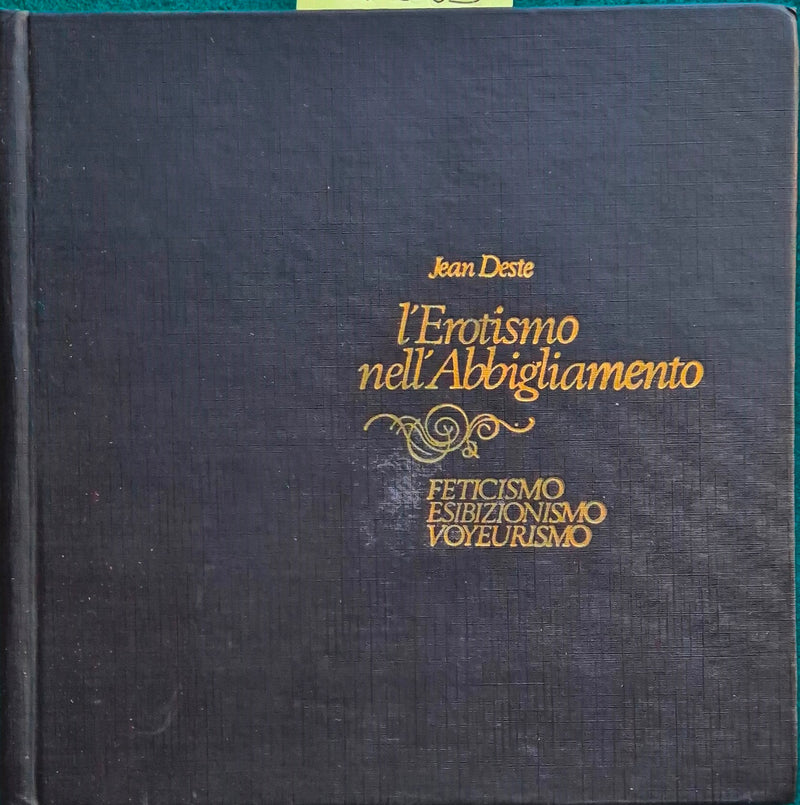 Jean Deste
l'Erotismo
nell'Abbigliamento
FETICISMO
ESIBIZIONISMO
VOYEURISMO